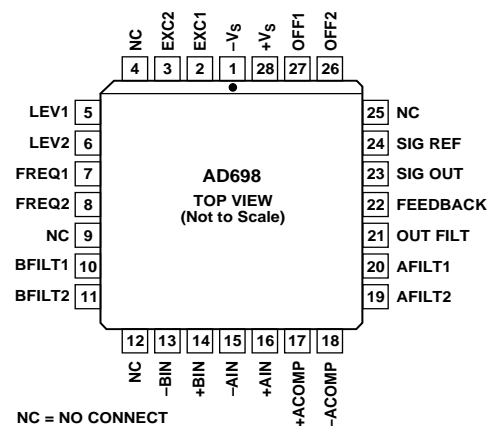 NC
EXC2
EXC1
–VS
+VS
OFF1
OFF2
4
3
2
1
28
27
26
LEV1 5
LEV2 6
FREQ1 7
FREQ2 8
NC 9
BFILT1 10
BFILT2 11
AD698
TOP VIEW
(Not to Scale)
25 NC
24 SIG REF
23 SIG OUT
22 FEEDBACK
21 OUT FILT
20 AFILT1
19 AFILT2
12
13
14
15
16
17
18
NC
–BIN
+BIN
–AIN
+AIN
+ACOMP
–ACOMP
NC = NO CONNECT